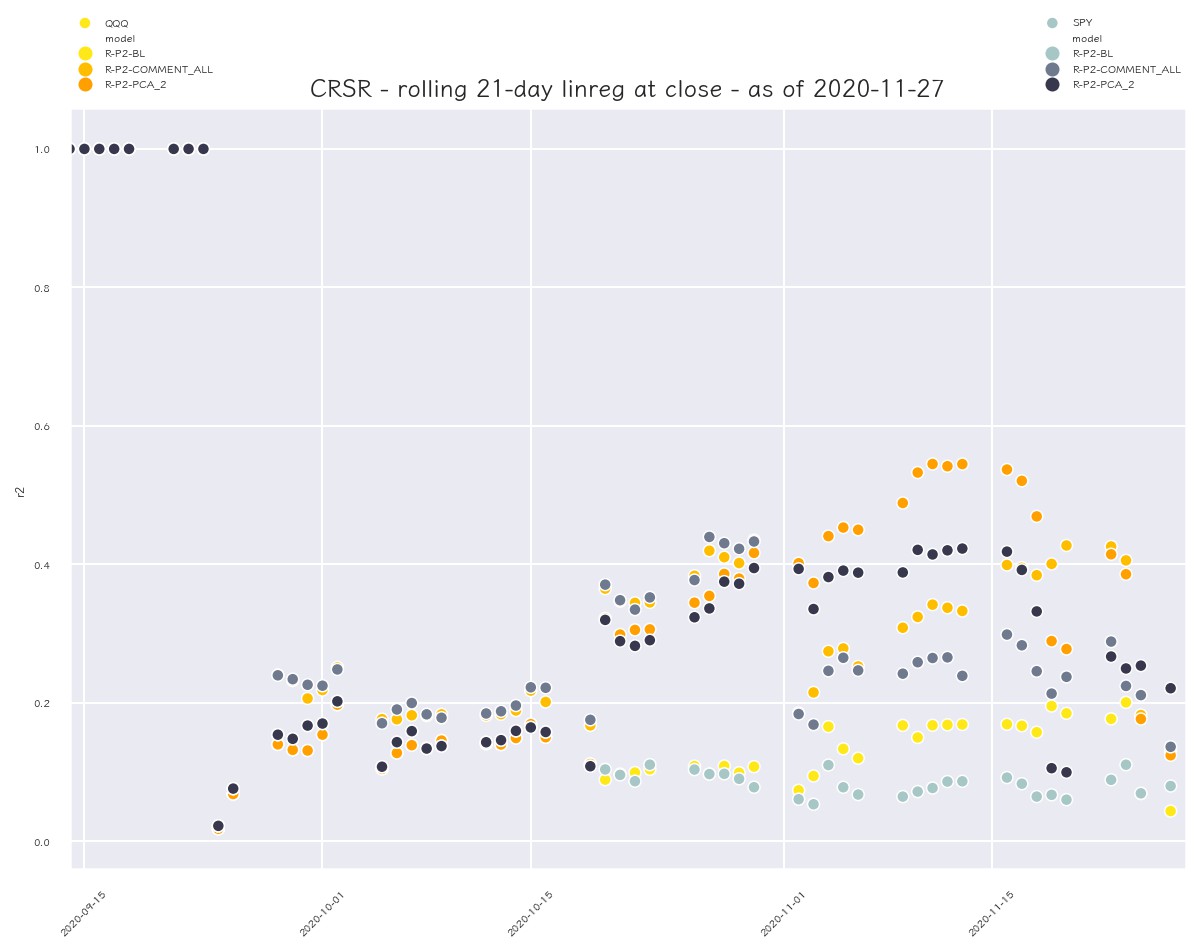 QQQ
model
R-P2-BL
R-P2-COMMENT_ALL
R-P2-PCA_2
SPY
model
R-P2-BL
R-P2-COMMENT_ALL
R-P2-PCA_2
CRSR - rolling 21-day linreg at close - as of 2020-11-27
1.0
0.8
0.6
r2
0.4
0.2
0.0
2020-09-15
2020-10-01
2020-10-15
2020-11-01
2020-11-15